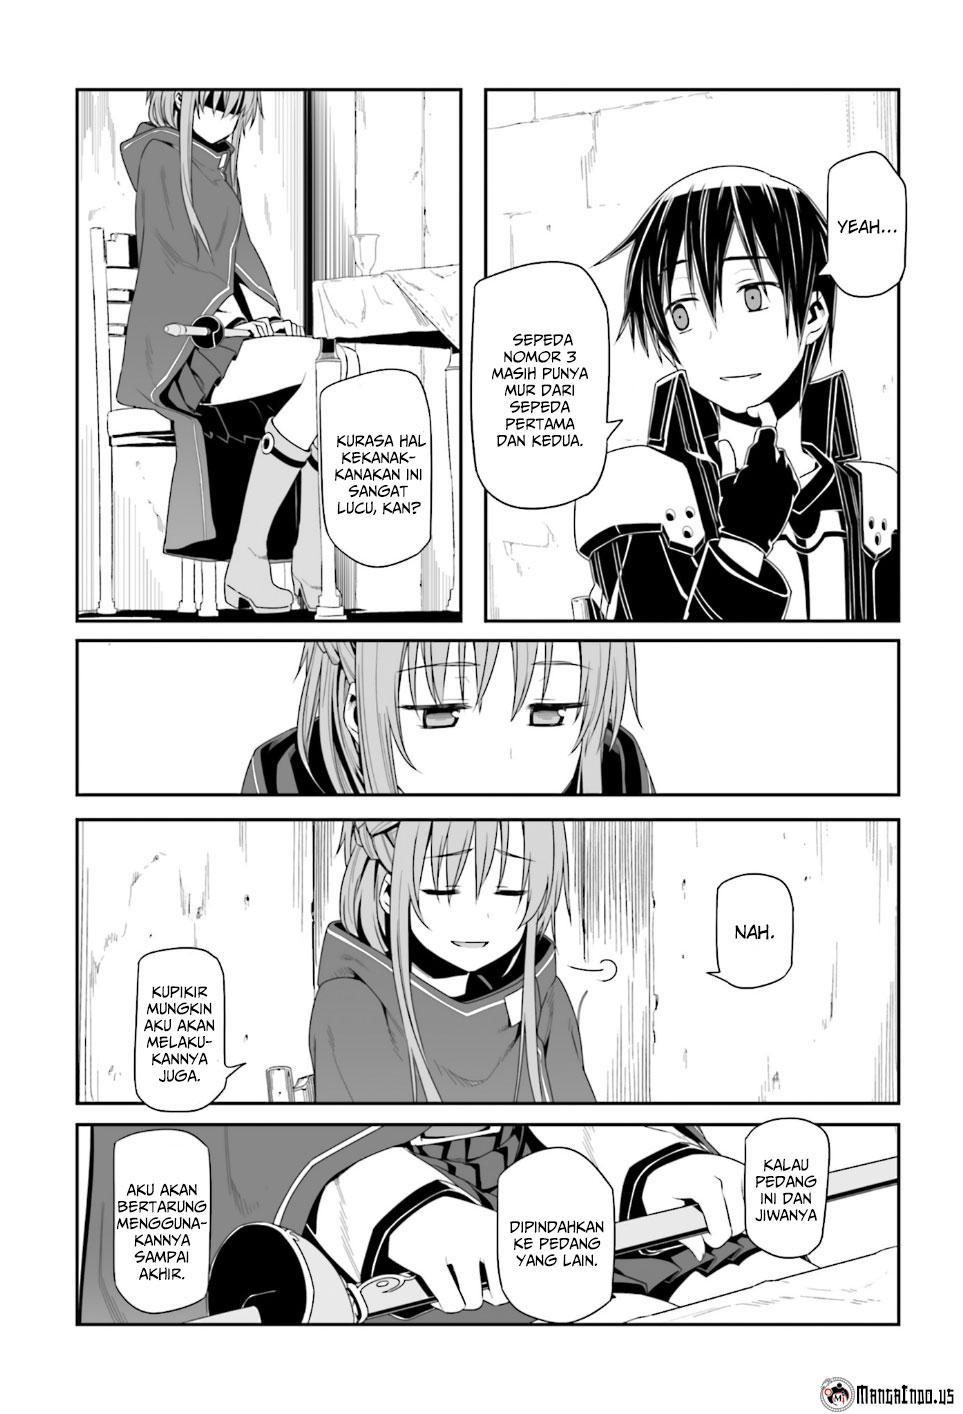 YEAH...
SEPEDA
NOMOR 3
MASIH PUNYA
MUR DARI
SEPEDA
PERTAMA
DAN KEDUA.
KURASA HAL
KEKANAK-
KANAKAN INI
SANGAT
LUCU, KAN?
NAH.
KUPIKIR
MUNGKIN
AKU AKAN
MELAKU-
KANNYA
JUGA.
KALAU
PEDANG
INI DAN
JIWANYA
DIPINDAHKAN
KE PEDANG
YANG LAIN.
AKU AKAN
BERTARUNG
MENGGUNA-
KANNYA
SAMPAI
AKHIR.
MANGAINDO.US